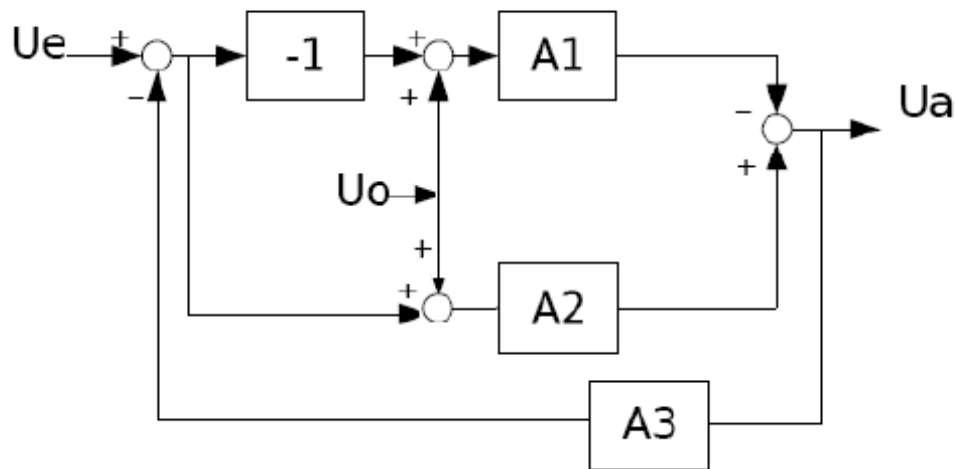 Ue + -1 + A1
− + − Ua
+
Uo
+
+ A2
A3